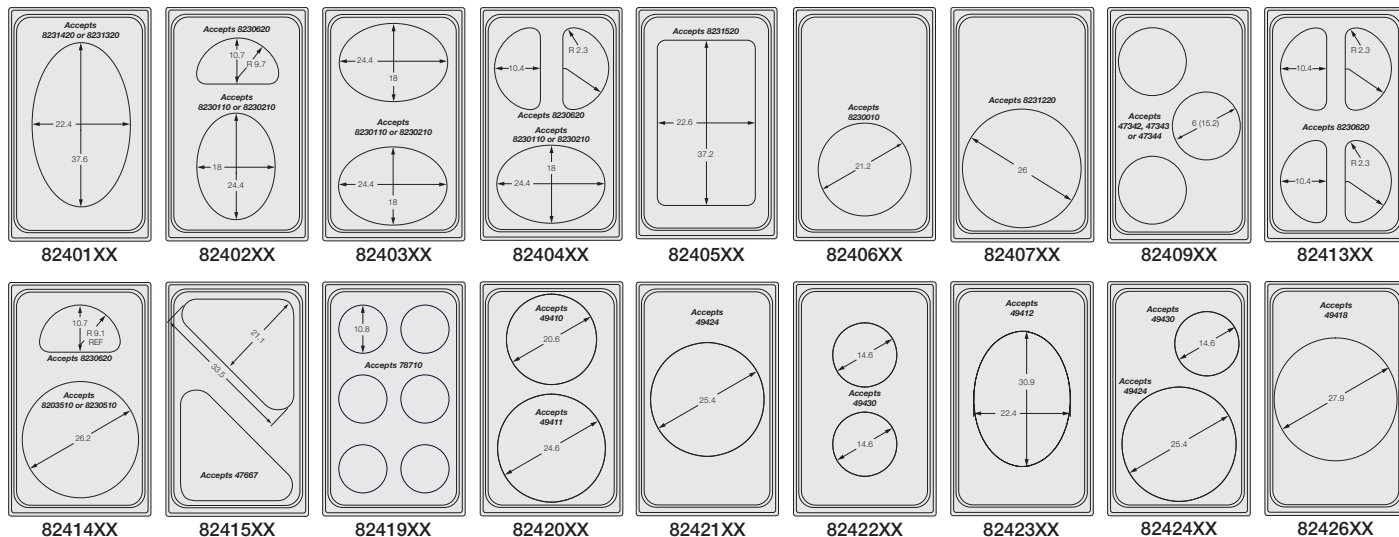 Accepts
8231420 or 8231320
22.4
37.6
82401XX
Accepts 8230620
10.7
R 9.7
Accepts
8230110 or 8230210
18
24.4
82402XX
24.4
18
Accepts
8230110 or 8230210
24.4
18
82403XX
R 2.3
10.4
Accepts 8230620
Accepts
8230110 or 8230210
18
24.4
82404XX
Accepts 8231520
22.6
37.2
82405XX
Accepts
8230010
21.2
82406XX
Accepts 8231220
26
82407XX
Accepts
47342, 47343
or 47344
6 (15.2)
82409XX
R 2.3
10.4
Accepts 8230620
R 2.3
10.4
82413XX
10.7
R 9.1
REF
Accepts 8230620
Accepts
8203510 or 8230510
26.2
82414XX
21.1
33.5
Accepts 47667
82415XX
10.8
Accepts 78710
82419XX
Accepts
49410
20.6
Accepts
49411
24.6
82420XX
Accepts
49424
25.4
82421XX
14.6
Accepts
49430
14.6
82422XX
Accepts
49412
30.9
22.4
82423XX
Accepts
49430
14.6
Accepts
49424
25.4
82424XX
Accepts
49418
27.9
82426XX